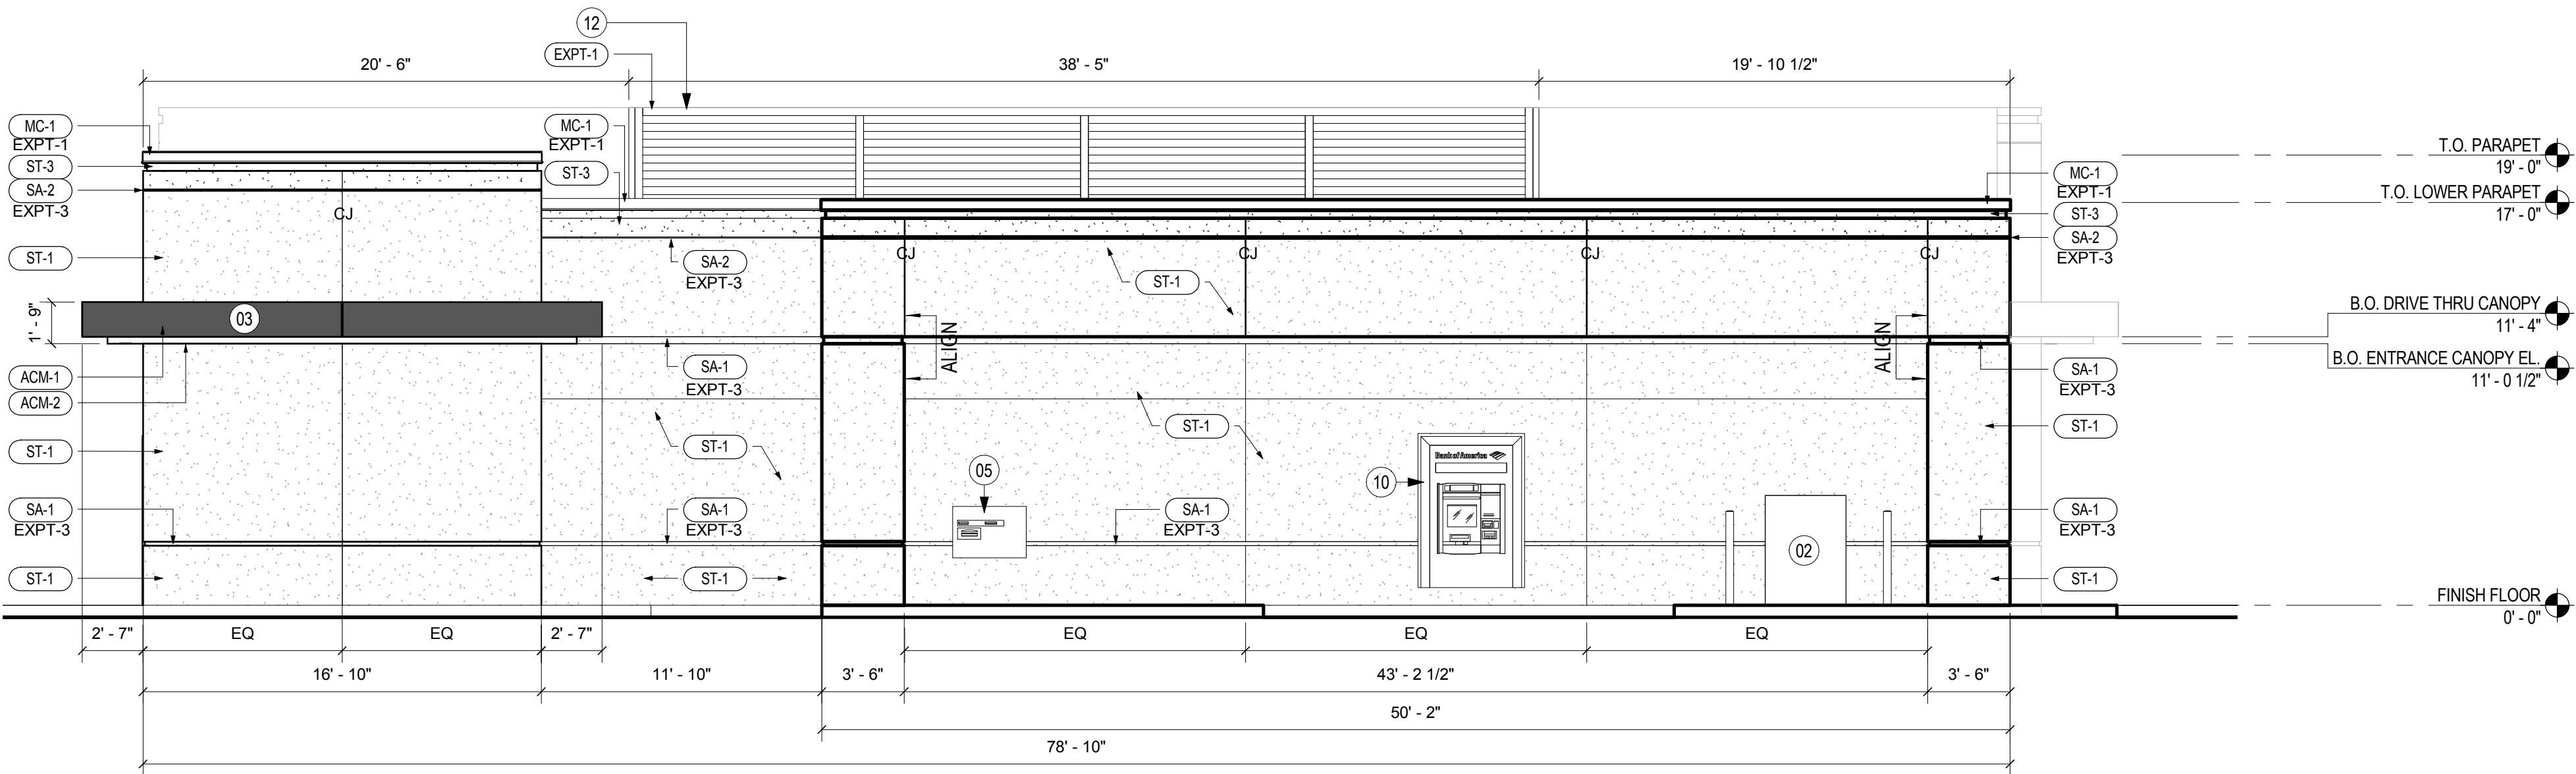 12
EXPT-1
20' - 6"
38' - 5"
19' - 10 1/2"
MC-1
EXPT-1
ST-3
SA-2
EXPT-3
ST-1
MC-1
EXPT-1
ST-3
CJ
SA-2
EXPT-3
CJ
CJ
CJ
CJ
ST-1
MC-1
EXPT-1
ST-3
SA-2
EXPT-3
T.O. PARAPET
19' - 0"
T.O. LOWER PARAPET
17' - 0"
B.O. DRIVE THRU CANOPY
11' - 4"
B.O. ENTRANCE CANOPY EL.
11' - 0 1/2"
1' - 9"
03
ACM-1
ACM-2
SA-1
EXPT-3
ALIGN
ALIGN
SA-1
EXPT-3
ST-1
ST-1
ST-1
ST-1
05
10
Bank of America
SA-1
EXPT-3
SA-1
EXPT-3
SA-1
EXPT-3
SA-1
EXPT-3
02
ST-1
ST-1
ST-1
FINISH FLOOR
0' - 0"
2' - 7"
EQ
EQ
2' - 7"
EQ
EQ
EQ
16' - 10"
11' - 10"
3' - 6"
43' - 2 1/2"
3' - 6"
50' - 2"
78' - 10"